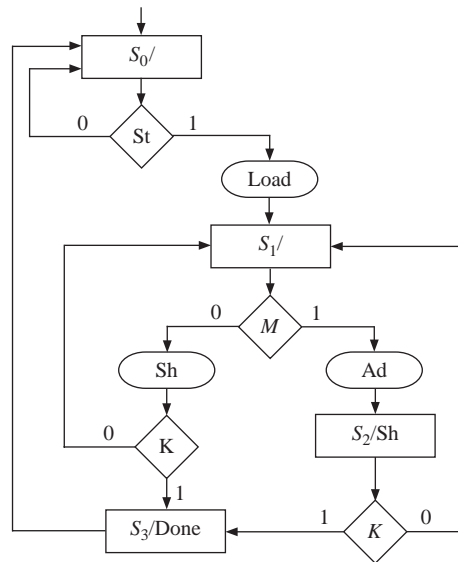 S₀/
0 St 1
Load
S₁/
0 M 1
Sh Ad
S₂/Sh
0 K
1
S₃/Done 1 K 0